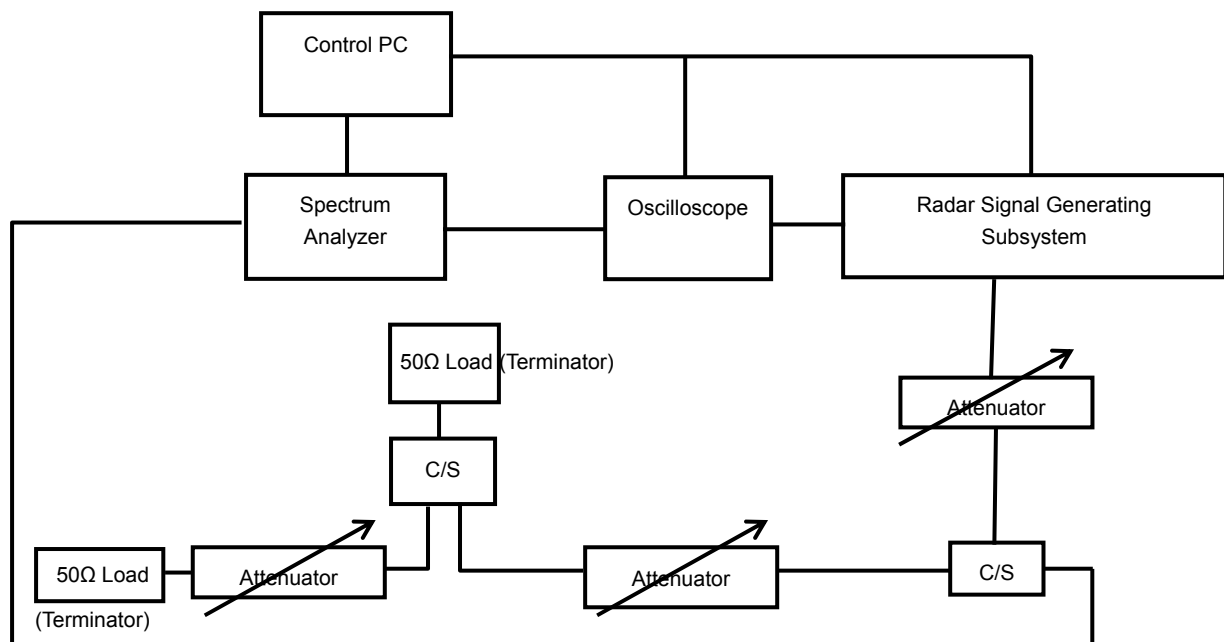 Control PC
Spectrum
Analyzer
Oscilloscope
Radar Signal Generating
Subsystem
50Ω Load (Terminator)
Attenuator
C/S
50Ω Load
(Terminator)
Attenuator
Attenuator
C/S